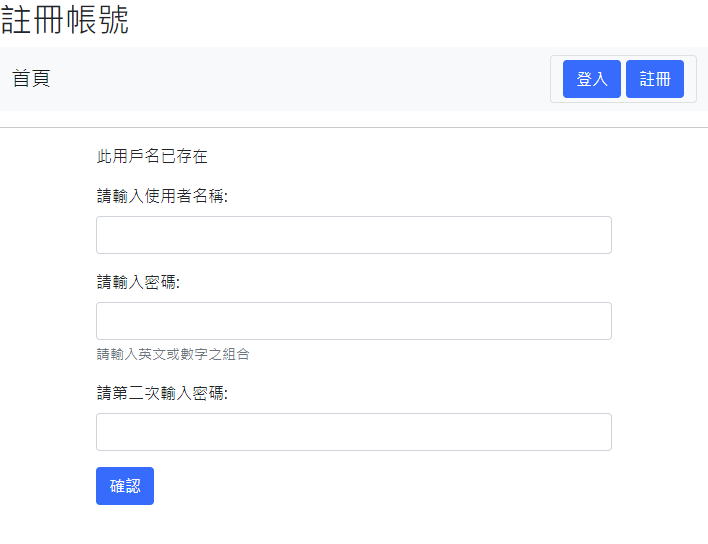 註冊帳號
首頁
登入 註冊
此用戶名已存在
請輸入使用者名稱:
請輸入密碼:
請輸入英文或數字之組合
請第二次輸入密碼:
確認